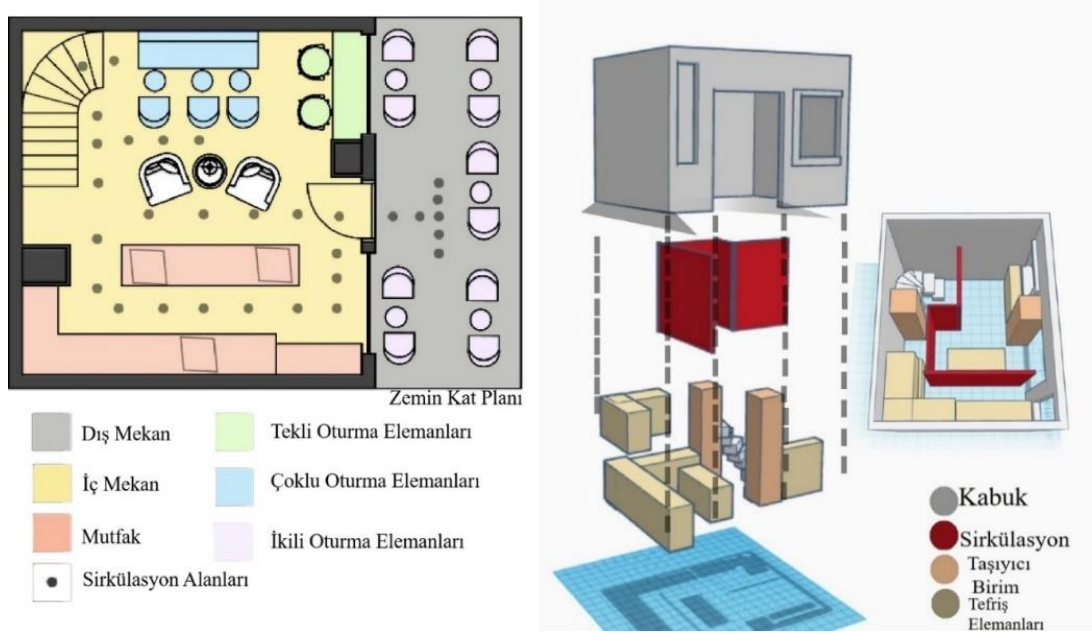 Zemin Kat Planı
Dış Mekan
İç Mekan
Mutfak
Sirkülasyon Alanları
Tekli Oturma Elemanları
Çoklu Oturma Elemanları
İkili Oturma Elemanları
Kabuk
Sirkülasyon
Taşıyıcı
Birim
Tefriş
Elemanları